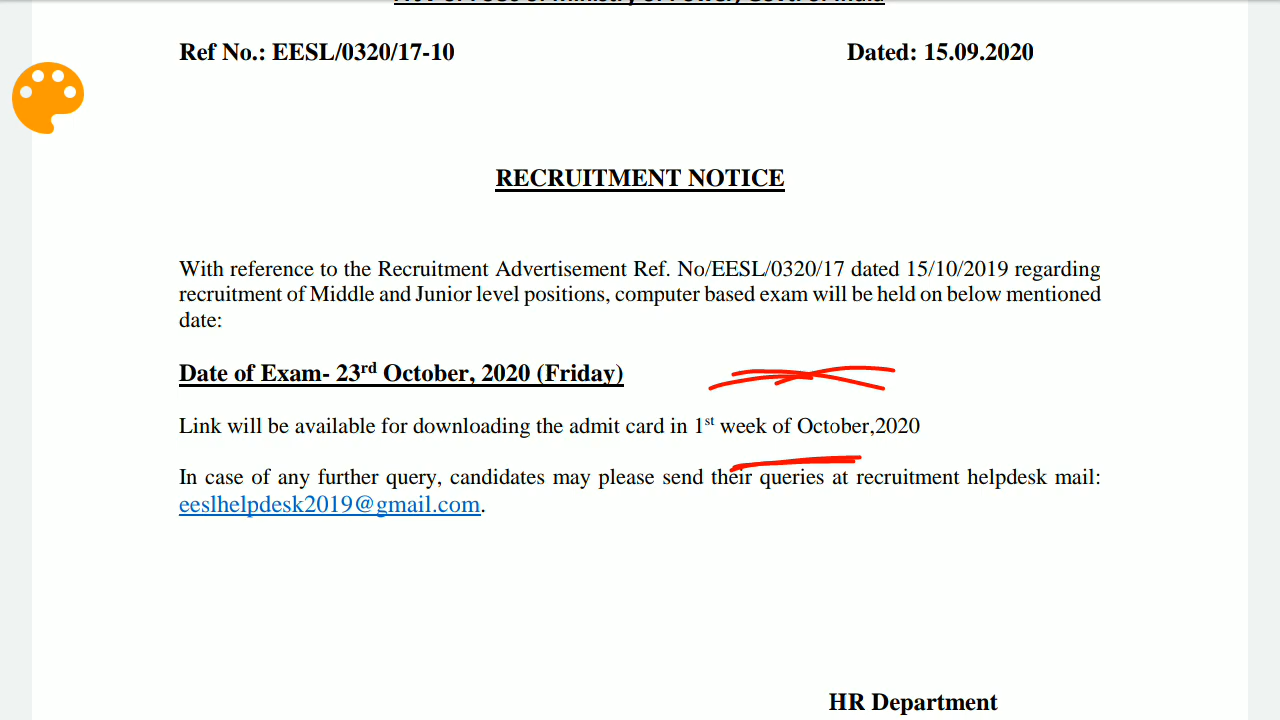 Ref No.: EESL/0320/17-10 Dated: 15.09.2020
RECRUITMENT NOTICE
With reference to the Recruitment Advertisement Ref. No/EESL/0320/17 dated 15/10/2019 regarding
recruitment of Middle and Junior level positions, computer based exam will be held on below mentioned
date:
Date of Exam- 23rd October, 2020 (Friday)
Link will be available for downloading the admit card in 1st week of October,2020
In case of any further query, candidates may please send their queries at recruitment helpdesk mail:
eeslhelpdesk2019@gmail.com.
HR Department